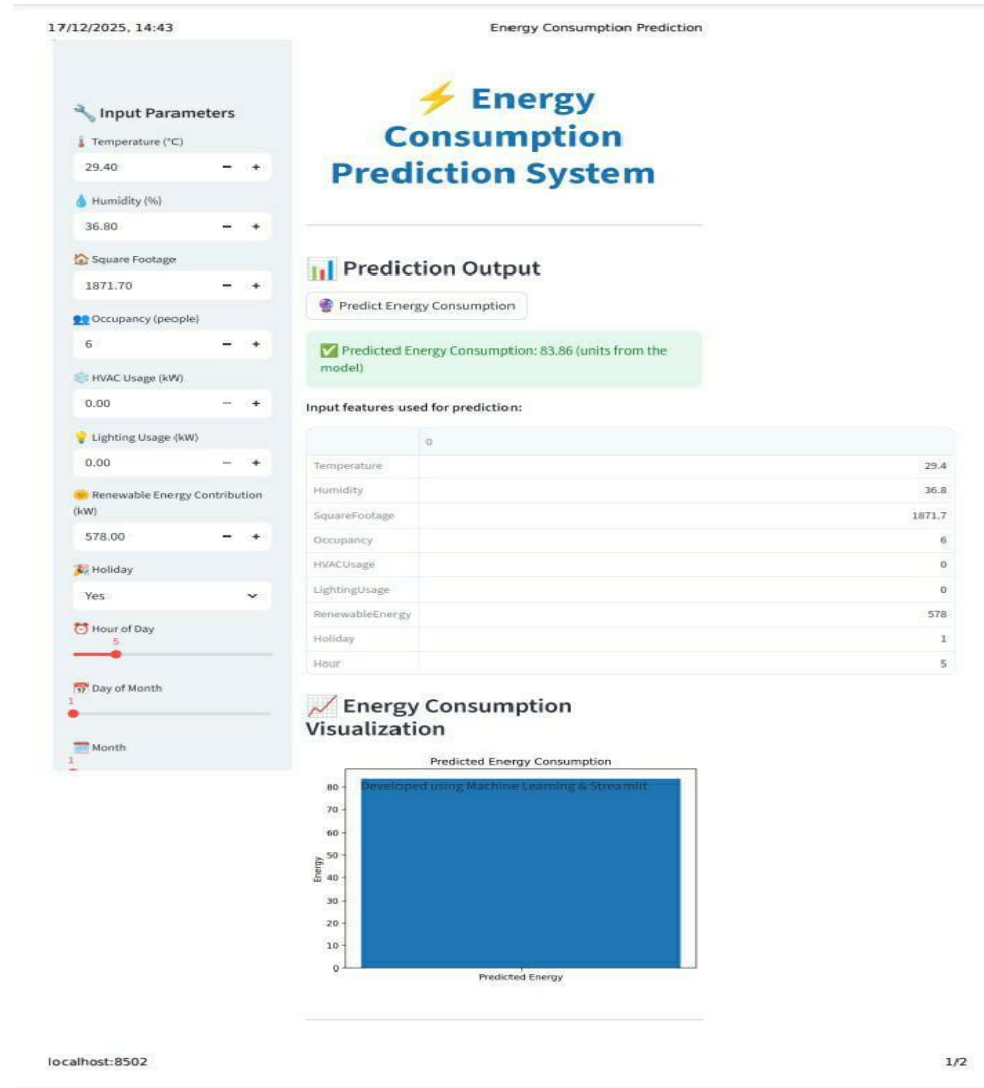 17/12/2025, 14:43
Energy Consumption Prediction
🔧 Input Parameters
🌡️ Temperature (°C)
29.40 − +
💧 Humidity (%)
36.80 − +
🏠 Square Footage
1871.70 − +
👥 Occupancy (people)
6 − +
❄️ HVAC Usage (kW)
0.00 − +
💡 Lighting Usage (kW)
0.00 − +
🌞 Renewable Energy Contribution
(kW)
578.00 − +
🎉 Holiday
Yes
⏰ Hour of Day
5
📅 Day of Month
1
🗓️ Month
1
⚡ Energy
Consumption
Prediction System
📊 Prediction Output
🔮 Predict Energy Consumption
✅ Predicted Energy Consumption: 83.86 (units from the
model)
Input features used for prediction:
0
Temperature 29.4
Humidity 36.8
SquareFootage 1871.7
Occupancy 6
HVACUsage 0
LightingUsage 0
RenewableEnergy 578
Holiday 1
Hour 5
📈 Energy Consumption
Visualization
Predicted Energy Consumption
Developed using Machine Learning & Streamlit
80
70
60
50
40
30
20
10
0
Energy
Predicted Energy
localhost:8502
1/2